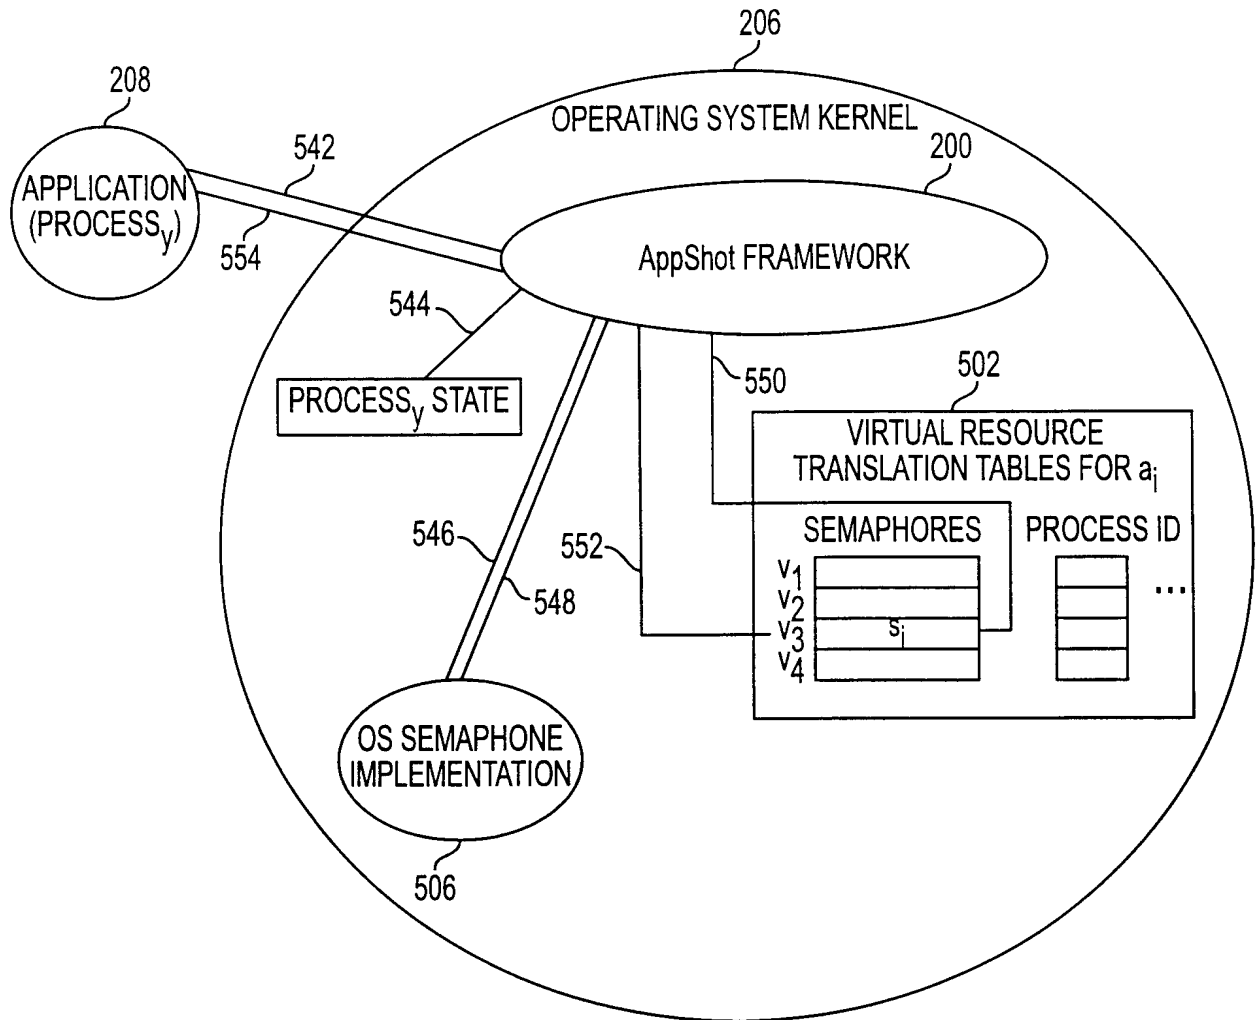 206
208
OPERATING SYSTEM KERNEL
542
200
APPLICATION
(PROCESSy)
554
AppShot FRAMEWORK
544
550
502
PROCESSy STATE
VIRTUAL RESOURCE
TRANSLATION TABLES FOR ai
546
552
SEMAPHORES
PROCESS ID
548
v1
v2
v3
si
v4
...
OS SEMAPHONE
IMPLEMENTATION
506